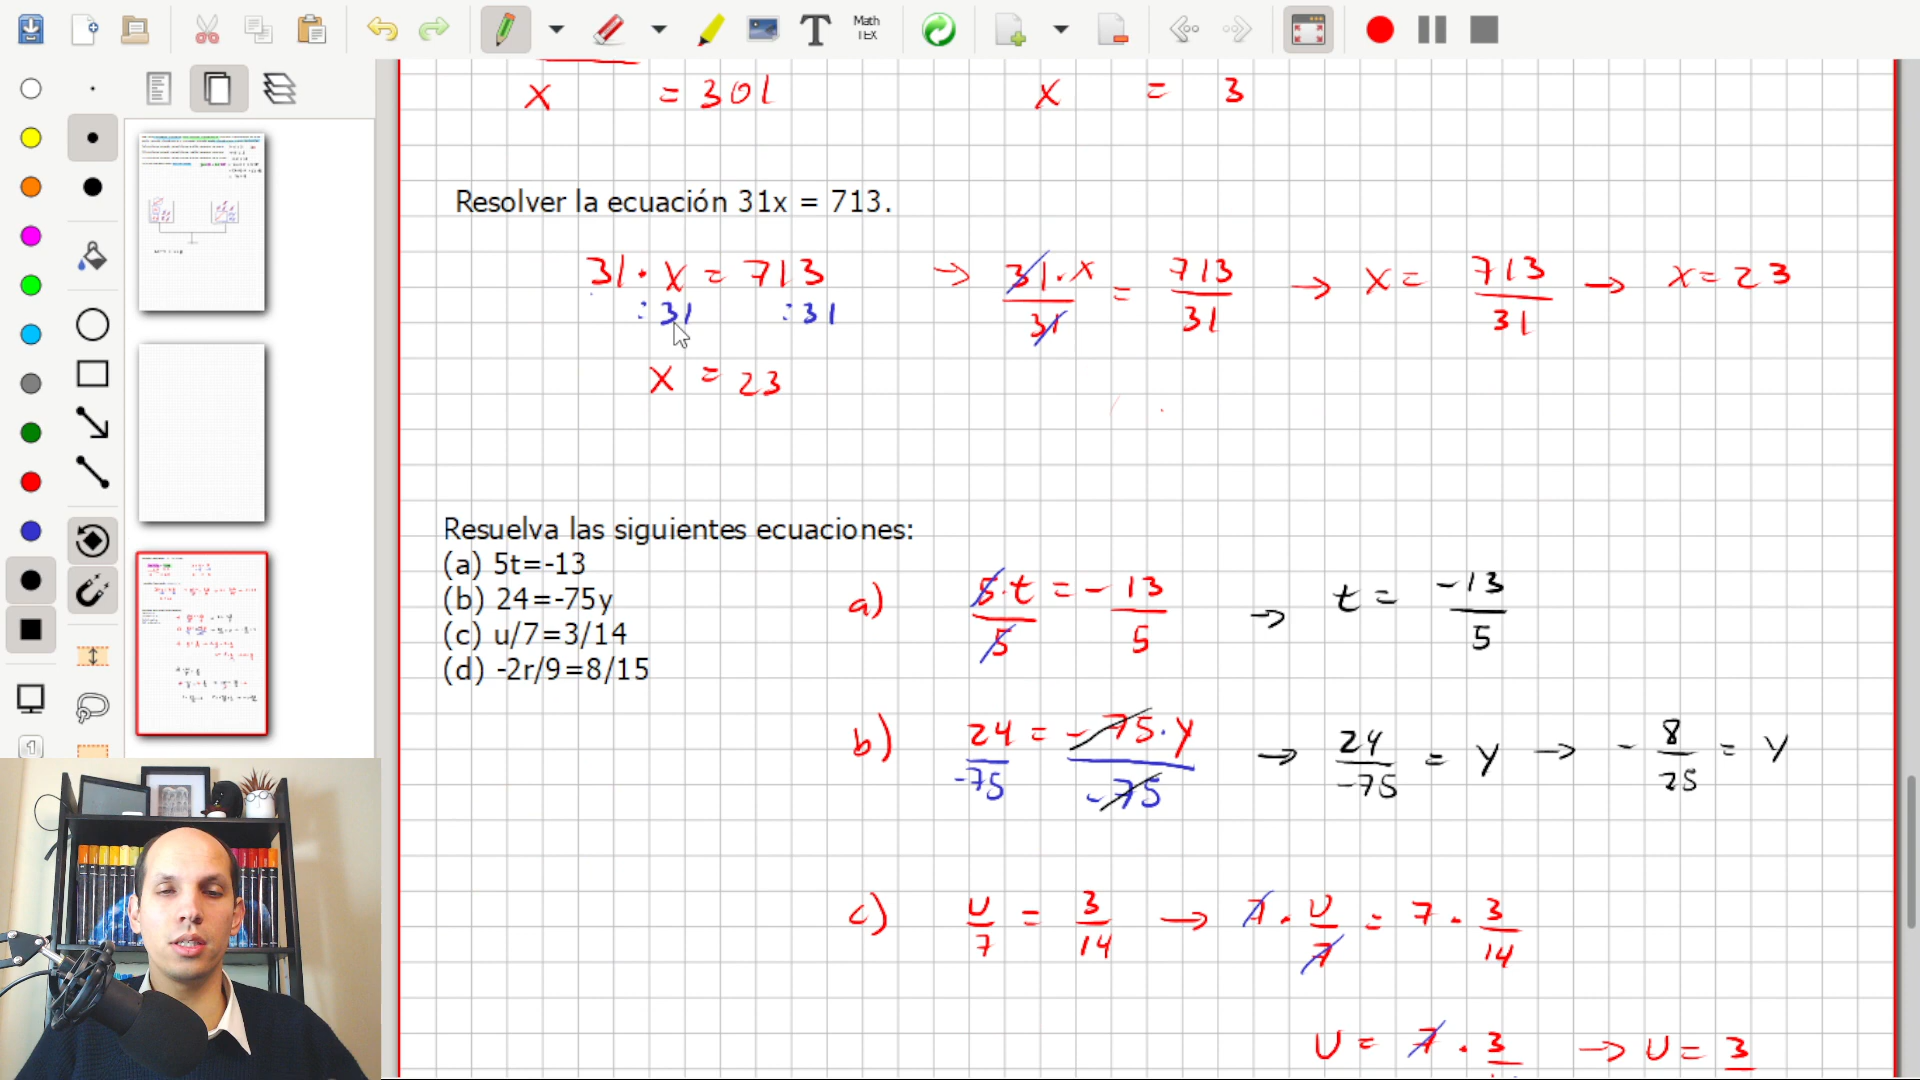 Math
TEX
x = 301
x = 3
Resolver la ecuación 31x = 713.
31 · x = 713 → 31 · x / 31 = 713 / 31 → x = 713 / 31 → x = 23
: 31 : 31
x = 23
Resuelva las siguientes ecuaciones:
(a) 5t=-13
(b) 24=-75y
(c) u/7=3/14
(d) -2r/9=8/15
a) 5 · t / 5 = -13 / 5 → t = -13 / 5
b) 24 / -75 = -75 · y / -75 → 24 / -75 = y → - 8 / 25 = y
c) u / 7 = 3 / 14 → 7 · u / 7 = 7 · 3 / 14
u = 7 · 3 → u = 3